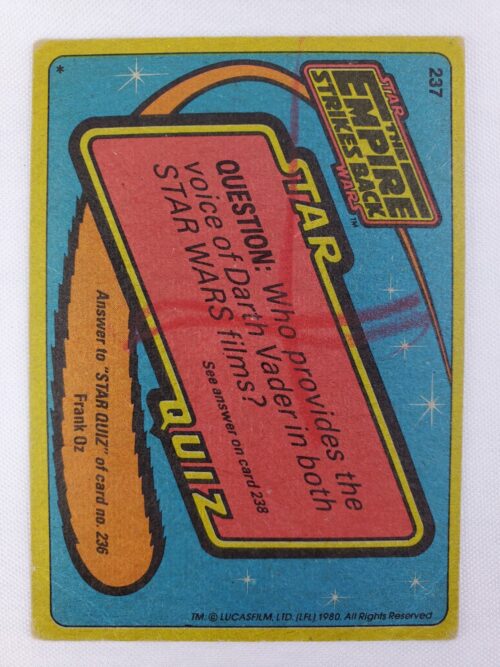 237
STAR
THE
EMPIRE
STRIKES BACK
WARS™
STAR
QUESTION: Who provides the
voice of Darth Vader in both
STAR WARS films?
See answer on card 238
QUIZ
Answer to "STAR QUIZ" of card no. 236
Frank Oz
*
TM: © LUCASFILM, LTD. (LFL) 1980. All Rights Reserved